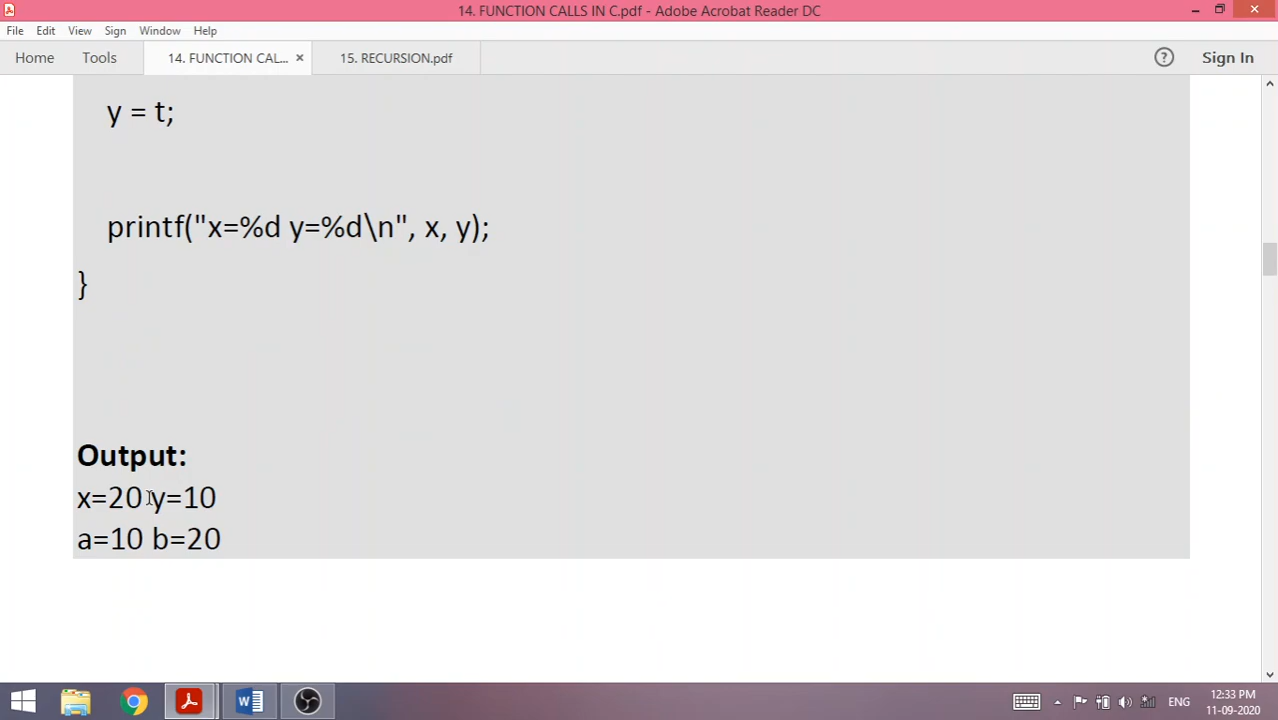 14. FUNCTION CALLS IN C.pdf - Adobe Acrobat Reader DC
File Edit View Sign Window Help
Home Tools 14. FUNCTION CAL... × 15. RECURSION.pdf ? Sign In
y = t;
printf("x=%d y=%d\n", x, y);
}
Output:
x=20 y=10
a=10 b=20
ENG 12:33 PM
11-09-2020